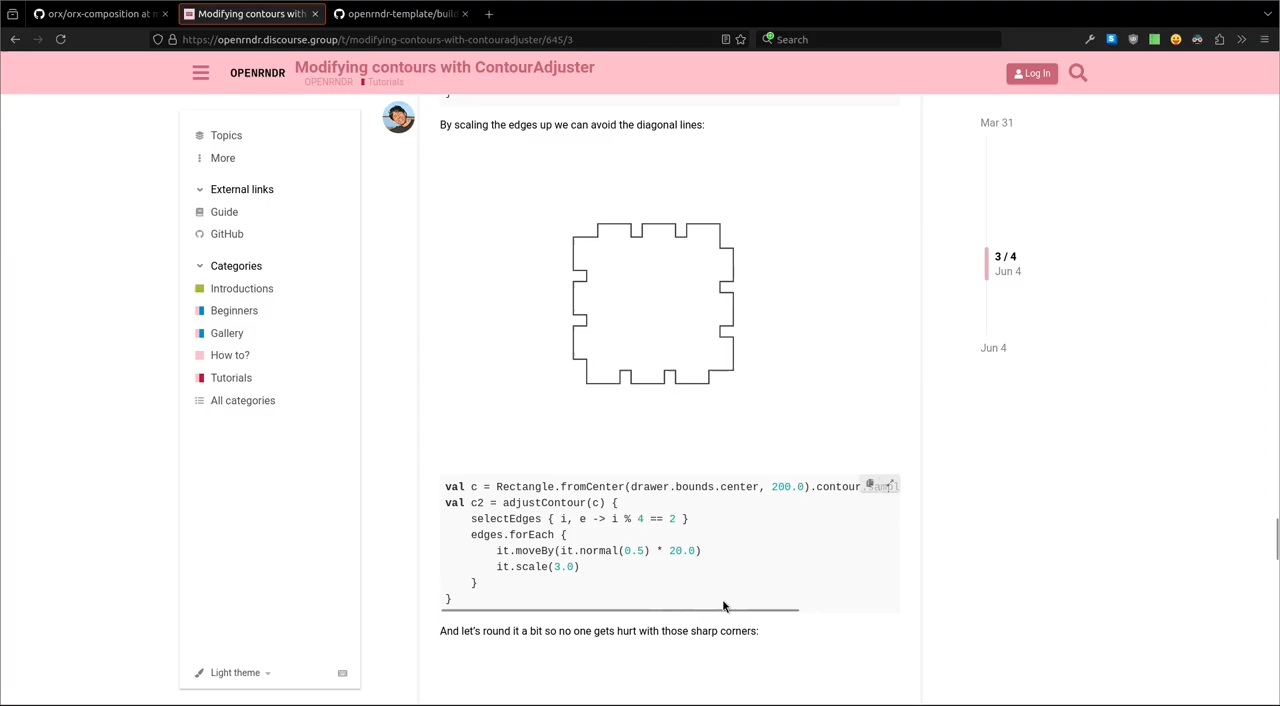 orx/orx-composition at m
Modifying contours with
openrndr-template/build
https://openrndr.discourse.group/t/modifying-contours-with-contouradjuster/645/3
Search
OPENRNDR
Modifying contours with ContourAdjuster
OPENRNDR
Tutorials
Log In
Topics
More
External links
Guide
GitHub
Categories
Introductions
Beginners
Gallery
How to?
Tutorials
All categories
Light theme
}
By scaling the edges up we can avoid the diagonal lines:
val c = Rectangle.fromCenter(drawer.bounds.center, 200.0).contour.sampl
val c2 = adjustContour(c) {
selectEdges { i, e -> i % 4 == 2 }
edges.forEach {
it.moveBy(it.normal(0.5) * 20.0)
it.scale(3.0)
}
}
And let’s round it a bit so no one gets hurt with those sharp corners:
Mar 31
3 / 4
Jun 4
Jun 4